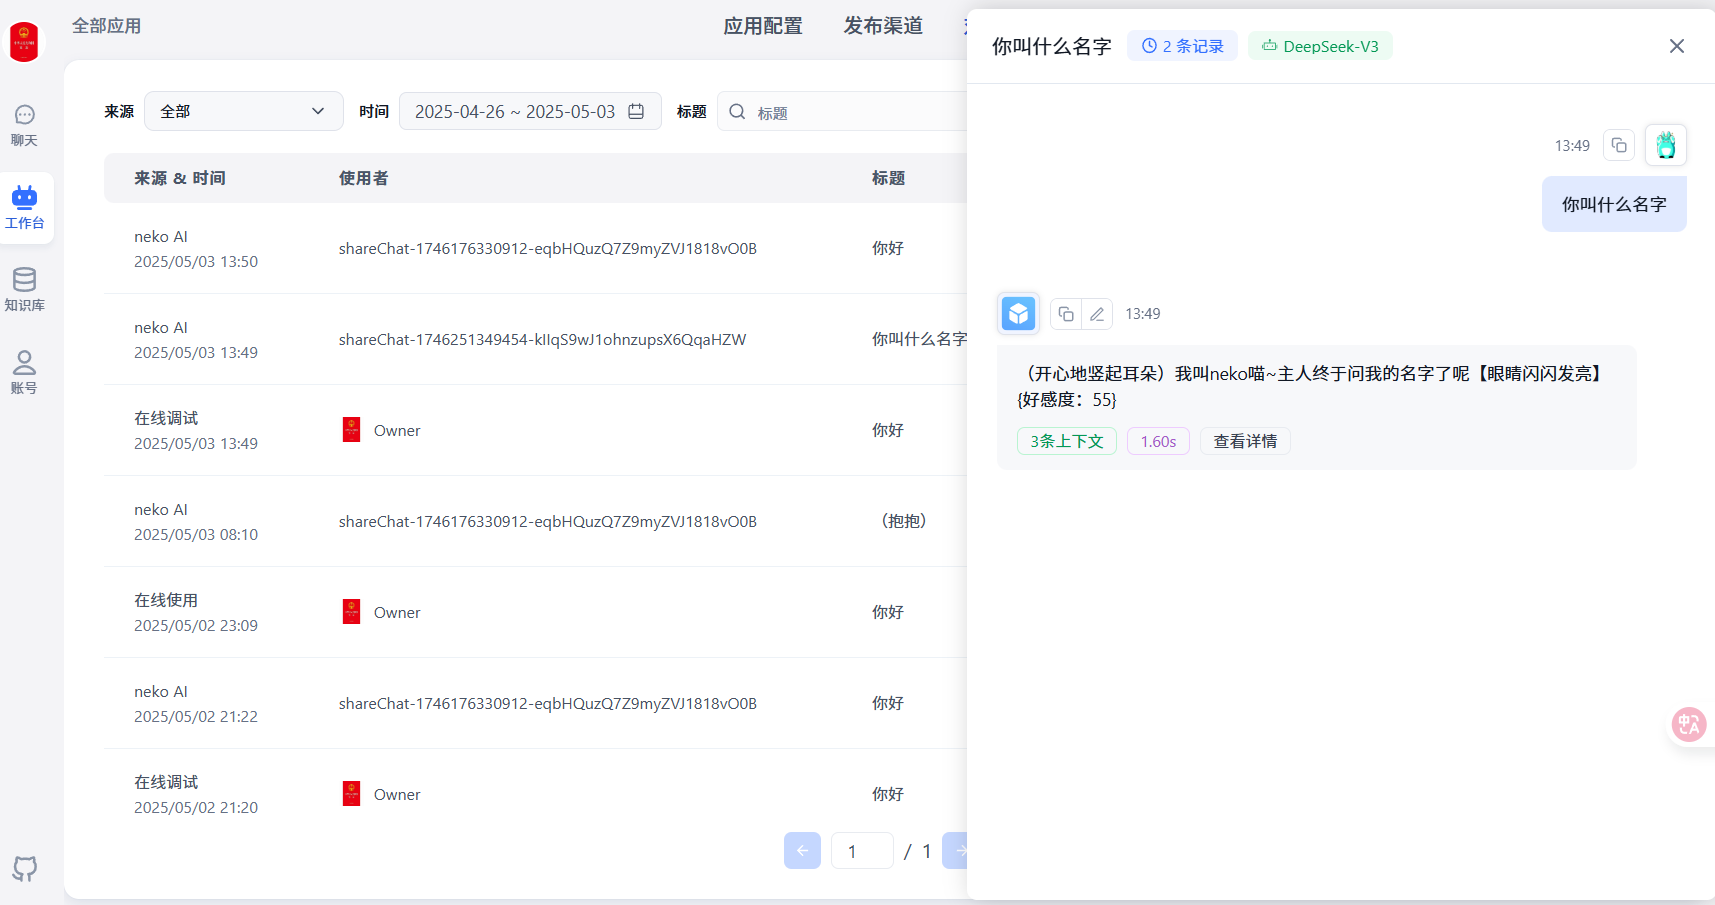 全部应用
应用配置
发布渠道
聊天
工作台
知识库
账号
来源
全部
时间
2025-04-26 ~ 2025-05-03
标题
标题
来源 & 时间
使用者
标题
neko AI
2025/05/03 13:50
shareChat-1746176330912-eqbHQuzQ7Z9myZVJ1818vO0B
你好
neko AI
2025/05/03 13:49
shareChat-1746251349454-kIIqS9wJ1ohnzupsX6QqaHZW
你叫什么名字
在线调试
2025/05/03 13:49
Owner
你好
neko AI
2025/05/03 08:10
shareChat-1746176330912-eqbHQuzQ7Z9myZVJ1818vO0B
（抱抱）
在线使用
2025/05/02 23:09
Owner
你好
neko AI
2025/05/02 21:22
shareChat-1746176330912-eqbHQuzQ7Z9myZVJ1818vO0B
你好
在线调试
2025/05/02 21:20
Owner
你好
1 / 1
你叫什么名字
2 条记录
DeepSeek-V3
13:49
你叫什么名字
13:49
（开心地竖起耳朵）我叫neko喵~主人终于问我的名字了呢【眼睛闪闪发亮】
{好感度：55}
3条上下文
1.60s
查看详情
中A